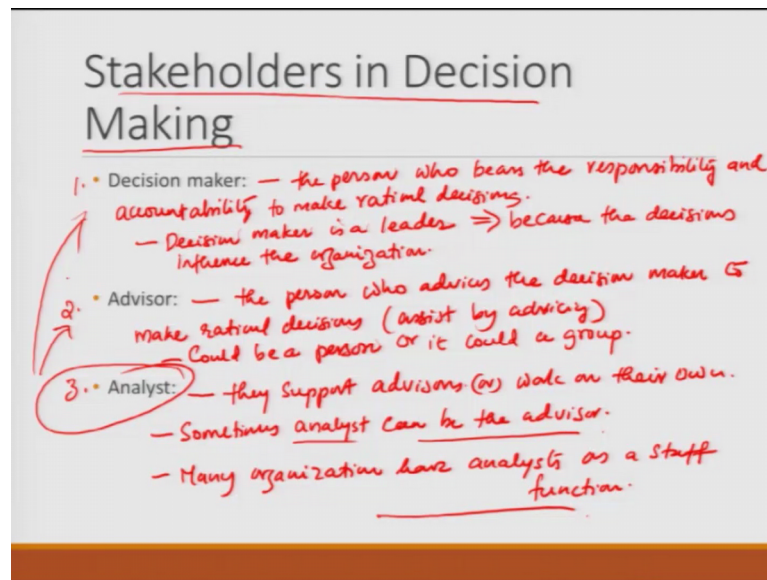 Stakeholders in Decision
Making
1. • Decision maker: — the person who bears the responsibility and
accountability to make rational decisions.
— Decision maker is a leader ⇒ because the decisions
influence the organization.
2. • Advisor: — the person who advices the decision maker to
make rational decisions (assist by advicing)
— Could be a person or it could a group.
3. • Analyst: — they support advisors (or) work on their own.
— Sometimes analyst can be the advisor.
— Many organization have analysts as a staff
function.